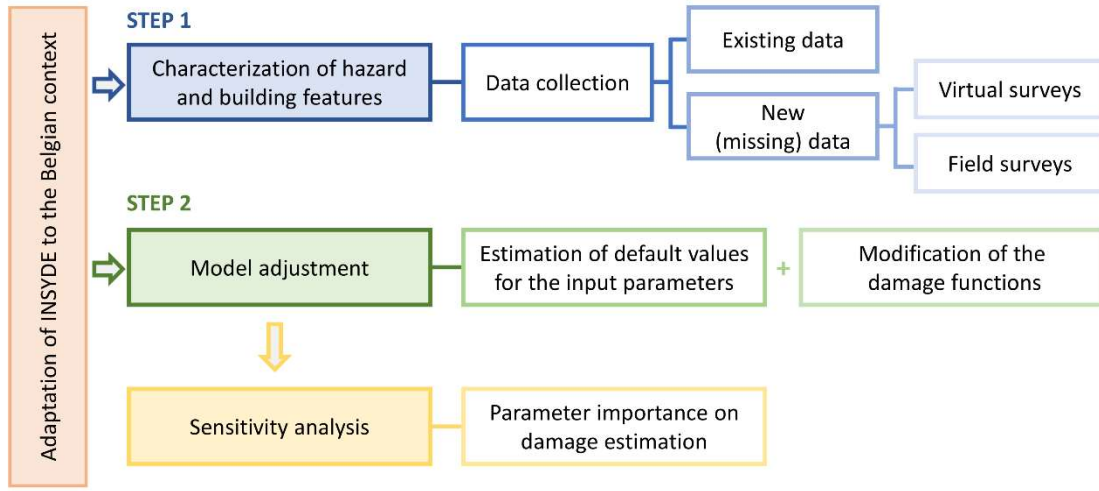 Adaptation of INSYDE to the Belgian context
STEP 1
Characterization of hazard
and building features
Data collection
Existing data
New
(missing) data
Virtual surveys
Field surveys
STEP 2
Model adjustment
Estimation of default values
for the input parameters
+
Modification of the
damage functions
Sensitivity analysis
Parameter importance on
damage estimation